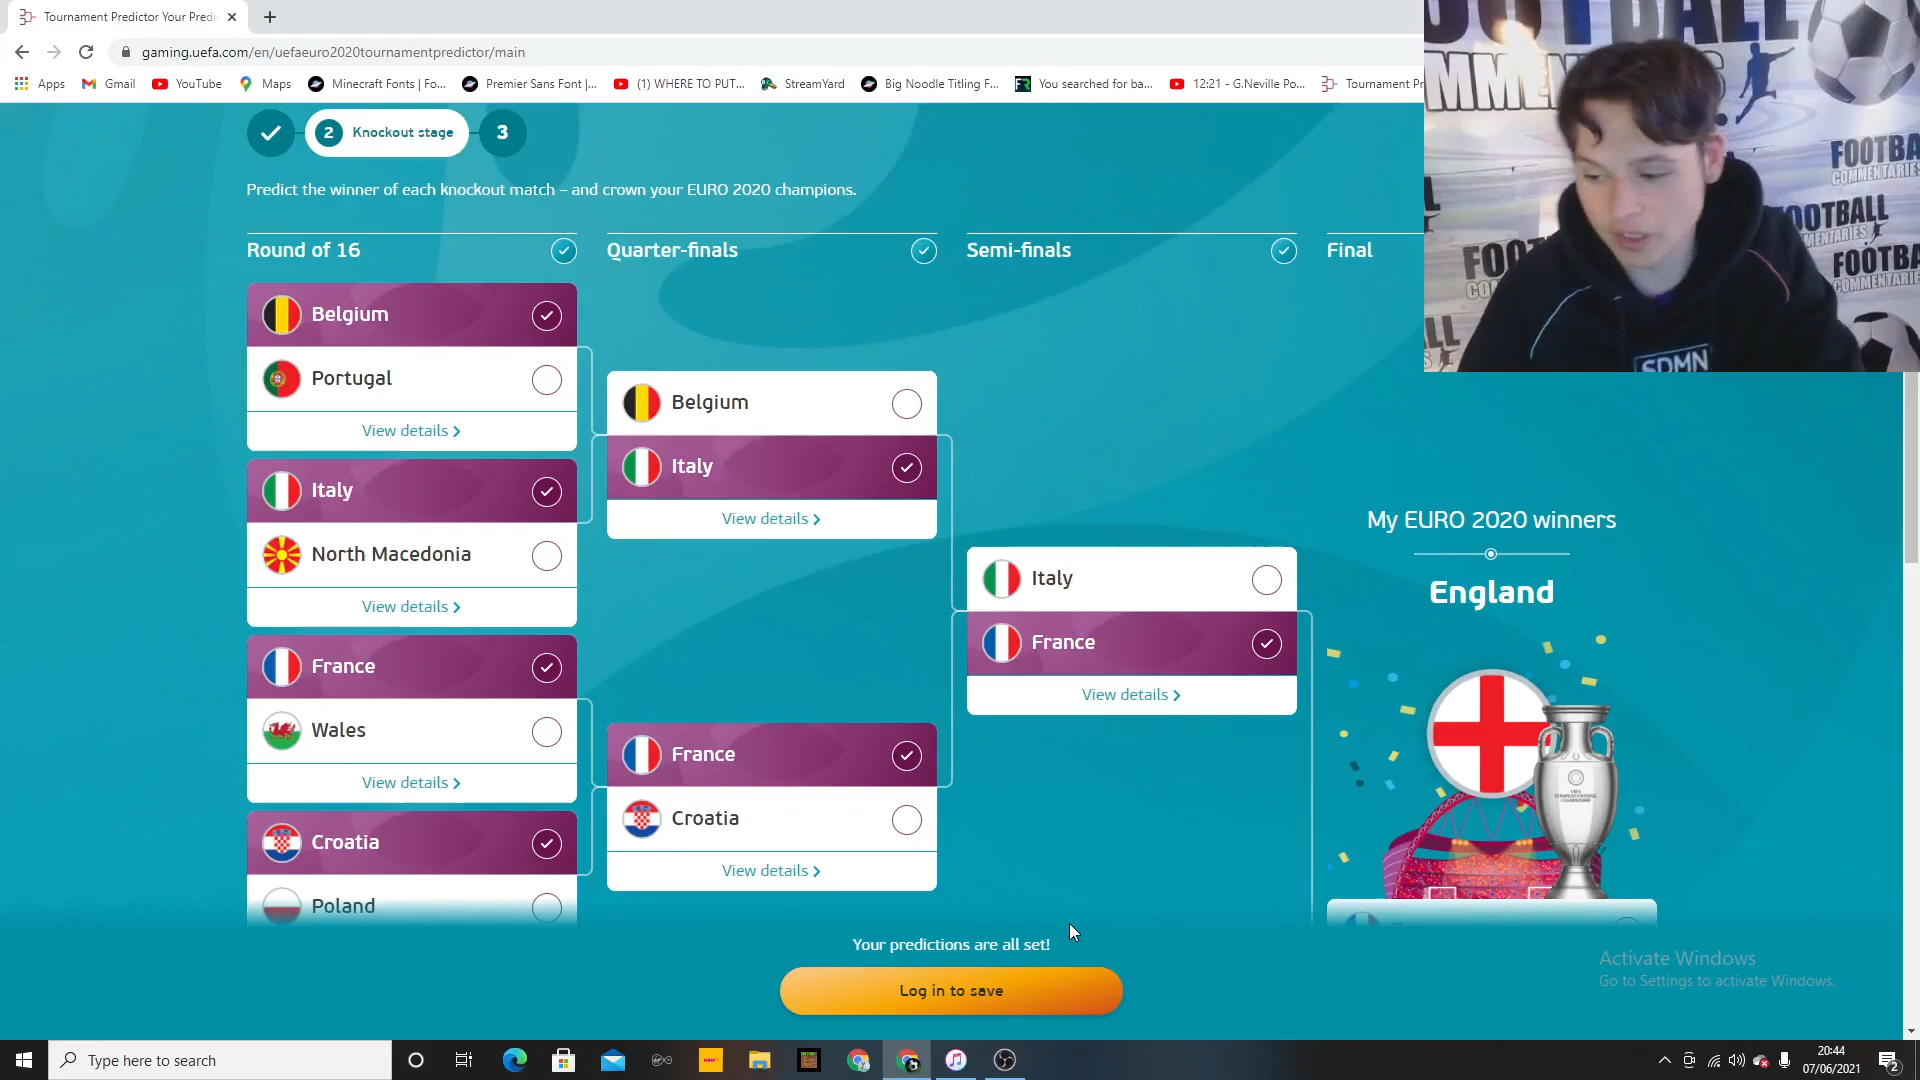 Tournament Predictor Your Predi
gaming.uefa.com/en/uefaeuro2020tournamentpredictor/main
Apps Gmail YouTube Maps Minecraft Fonts | Fo... Premier Sans Font |... (1) WHERE TO PUT... StreamYard Big Noodle Titling F... You searched for ba... 12:21 - G.Neville Po... Tournament Pr
2 Knockout stage 3
Predict the winner of each knockout match – and crown your EURO 2020 champions.
Round of 16
Quarter-finals
Semi-finals
Final
Belgium
Portugal
View details
Italy
North Macedonia
View details
France
Wales
View details
Croatia
Poland
Belgium
Italy
View details
France
Croatia
View details
Italy
France
View details
My EURO 2020 winners
England
Your predictions are all set!
Log in to save
Activate Windows
Go to Settings to activate Windows.
Type here to search
20:44
07/06/2021
2
FOOTBALL
COMMENTARIES
SDMN